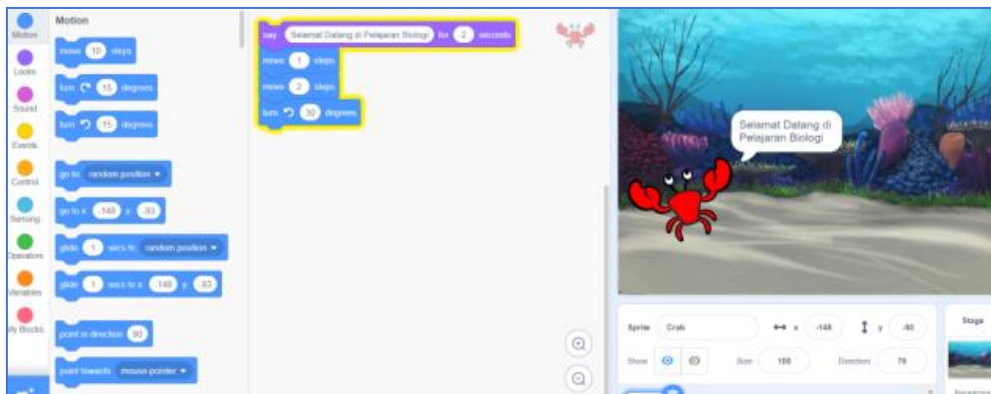 Motion
Motion
Looks
Sound
Events
Control
Sensing
Operators
Variables
My Blocks
move 10 steps
turn 15 degrees
turn 15 degrees
go to random position
go to x -148 y -93
glide 1 secs to random position
glide 1 secs to x -148 y -93
point in direction 90
point towards mouse-pointer
say Selamat Datang di Pelajaran Biologi for 2 seconds
move 1 steps
move 2 steps
turn 30 degrees
Selamat Datang di
Pelajaran Biologi
Sprite Crab x -148 y -93
Show Size 100 Direction
Stage